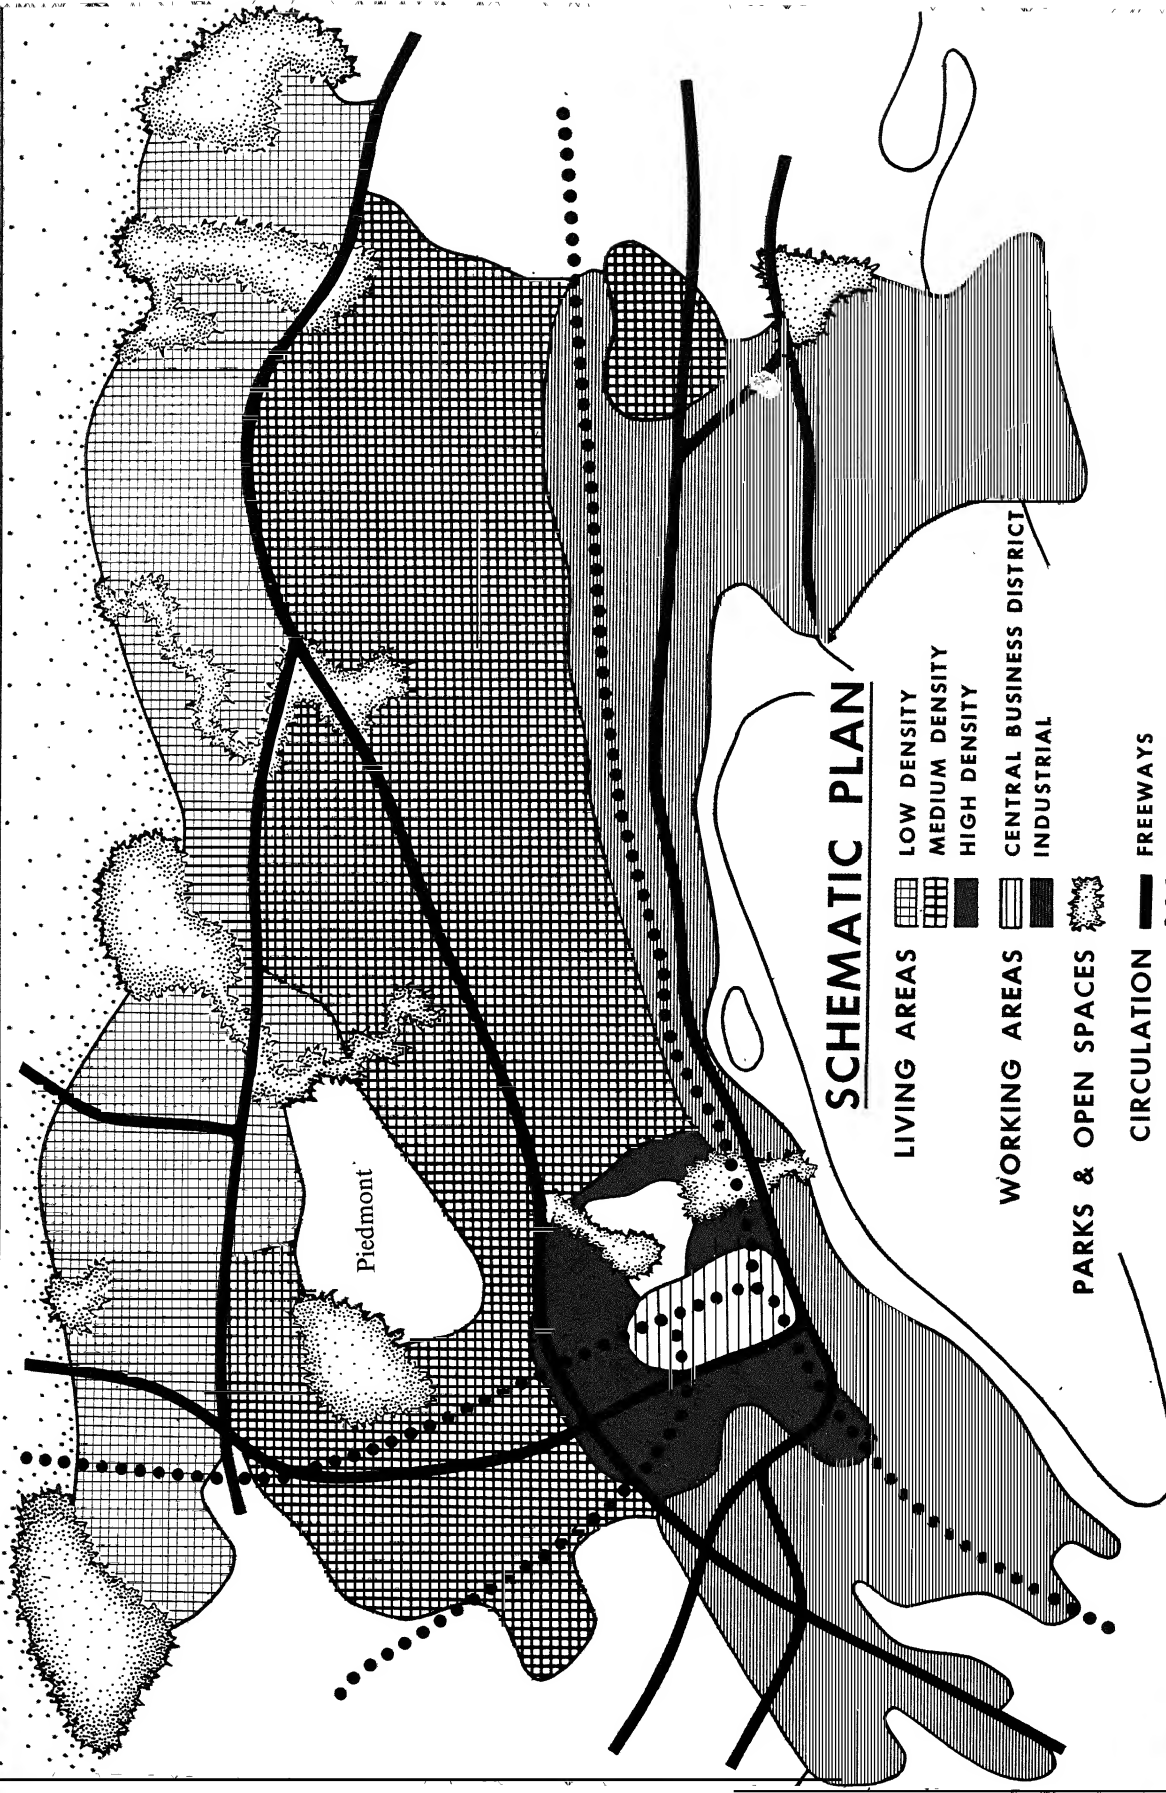 Piedmont
SCHEMATIC PLAN
LIVING AREAS
LOW DENSITY
MEDIUM DENSITY
HIGH DENSITY
WORKING AREAS
CENTRAL BUSINESS DISTRICT
INDUSTRIAL
PARKS & OPEN SPACES
CIRCULATION
FREEWAYS